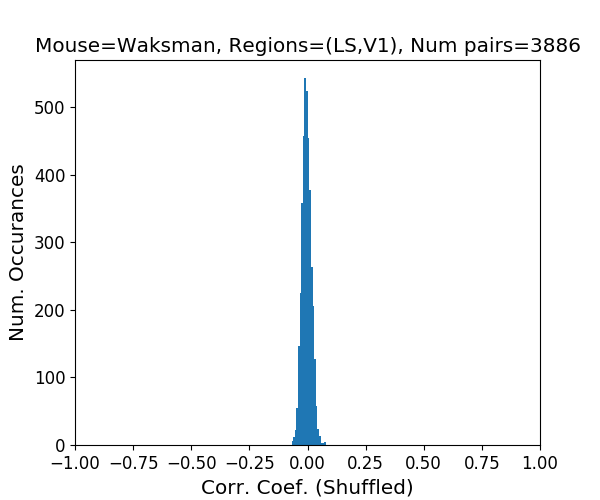 Mouse=Waksman, Regions=(LS,V1), Num pairs=3886
500
400
300
200
100
0
Num. Occurances
−1.00 −0.75 −0.50 −0.25 0.00 0.25 0.50 0.75 1.00
Corr. Coef. (Shuffled)